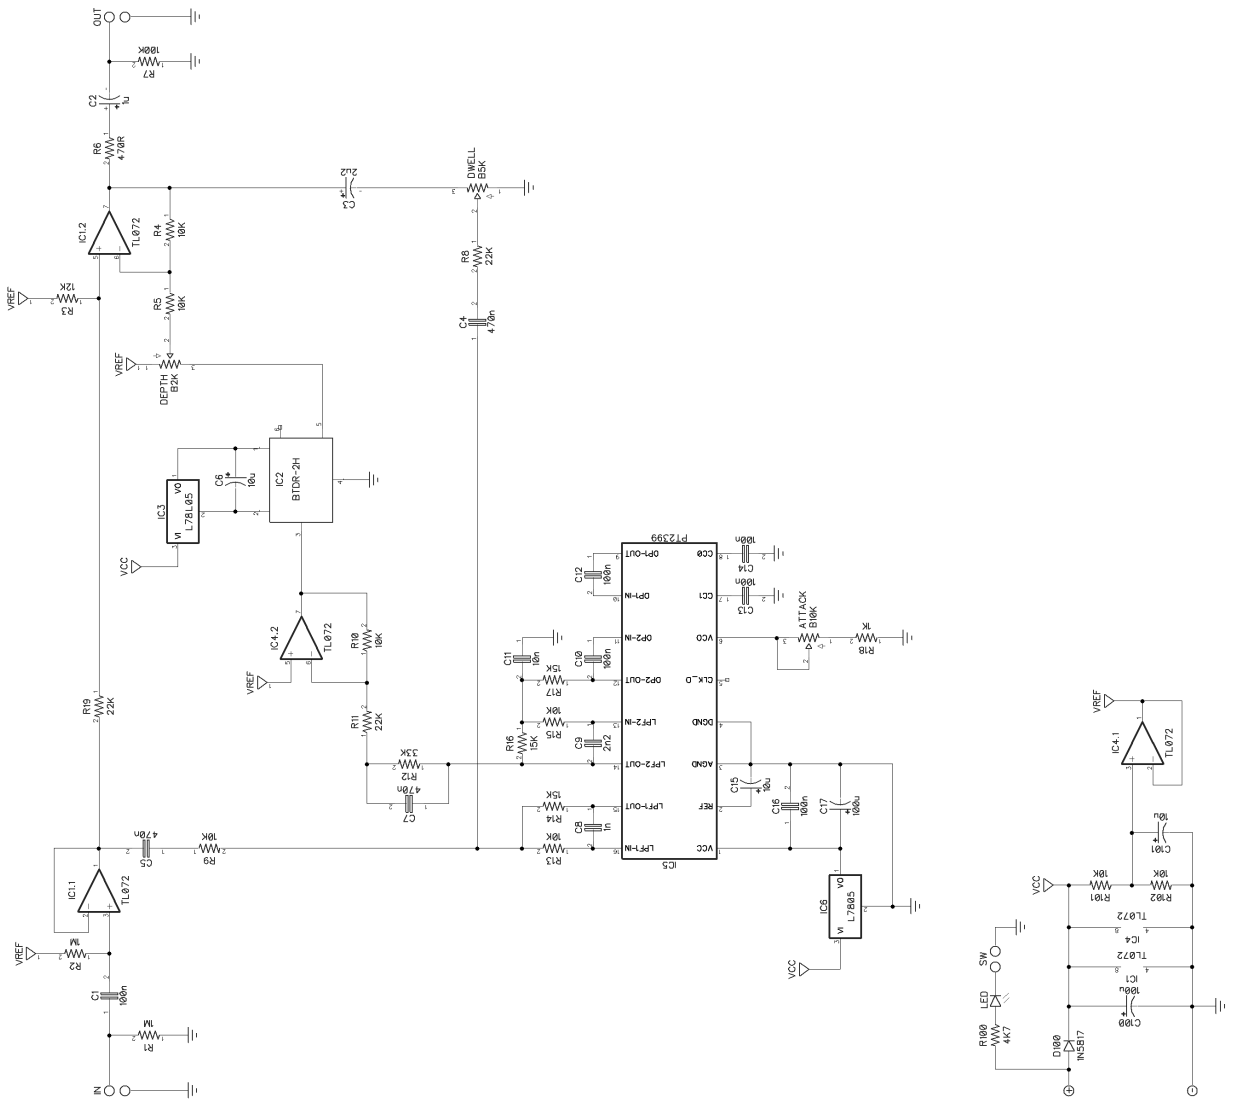 OUT
R7
100K
C2
1u
R6
470R
IC1.2
TL072
R4
10K
C3
2u2
DWELL
B5K
R8
22K
VREF
R3
12K
R5
10K
C4
470n
VREF
DEPTH
B2K
IC3
L78L05
VI
VO
VCC
C6
10u
IC2
BTDR-2H
R19
22K
IC4.2
TL072
VREF
R10
10K
R11
22K
R12
33K
C7
470n
C11
10n
R17
15K
C10
100n
C12
100n
R16
15K
R15
10K
C9
2n2
R14
15K
C8
1n
R13
10K
PT2399
IC5
OP1-OUT
OP1-IN
OP2-IN
OP2-OUT
LPF2-IN
LPF2-OUT
LPF1-OUT
LPF1-IN
CC0
CC1
VCO
CLK_O
DGND
AGND
REF
VCC
C14
100n
C13
100n
ATTACK
B10K
R18
1K
C15
10u
C16
100n
C17
100u
IC6
L7805
VI
VO
VCC
IC1.1
TL072
C5
470n
R9
10K
VREF
R2
1M
C1
100n
R1
1M
IN
VREF
IC4.1
TL072
C101
10u
VCC
R101
10K
R102
10K
IC4
TL072
IC1
TL072
C100
100u
D100
1N5817
SW
LED
R100
4K7